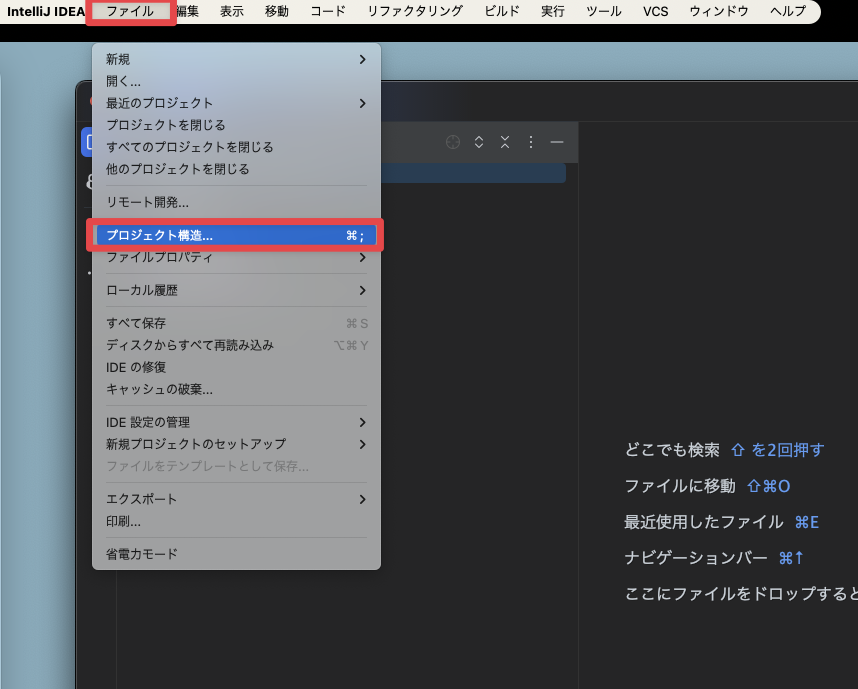 IntelliJ IDEA ファイル 編集 表示 移動 コード リファクタリング ビルド 実行 ツール VCS ウィンドウ ヘルプ
新規
開く...
最近のプロジェクト
プロジェクトを閉じる
すべてのプロジェクトを閉じる
他のプロジェクトを閉じる
リモート開発...
プロジェクト構造... ⌘ ;
ファイルプロパティ
ローカル履歴
すべて保存 ⌘ S
ディスクからすべて再読み込み ⌥⌘ Y
IDE の修復
キャッシュの破棄...
IDE 設定の管理
新規プロジェクトのセットアップ
ファイルをテンプレートとして保存...
エクスポート
印刷...
省電力モード
どこでも検索 ⇧ を2回押す
ファイルに移動 ⇧⌘O
最近使用したファイル ⌘E
ナビゲーションバー ⌘↑
ここにファイルをドロップすると